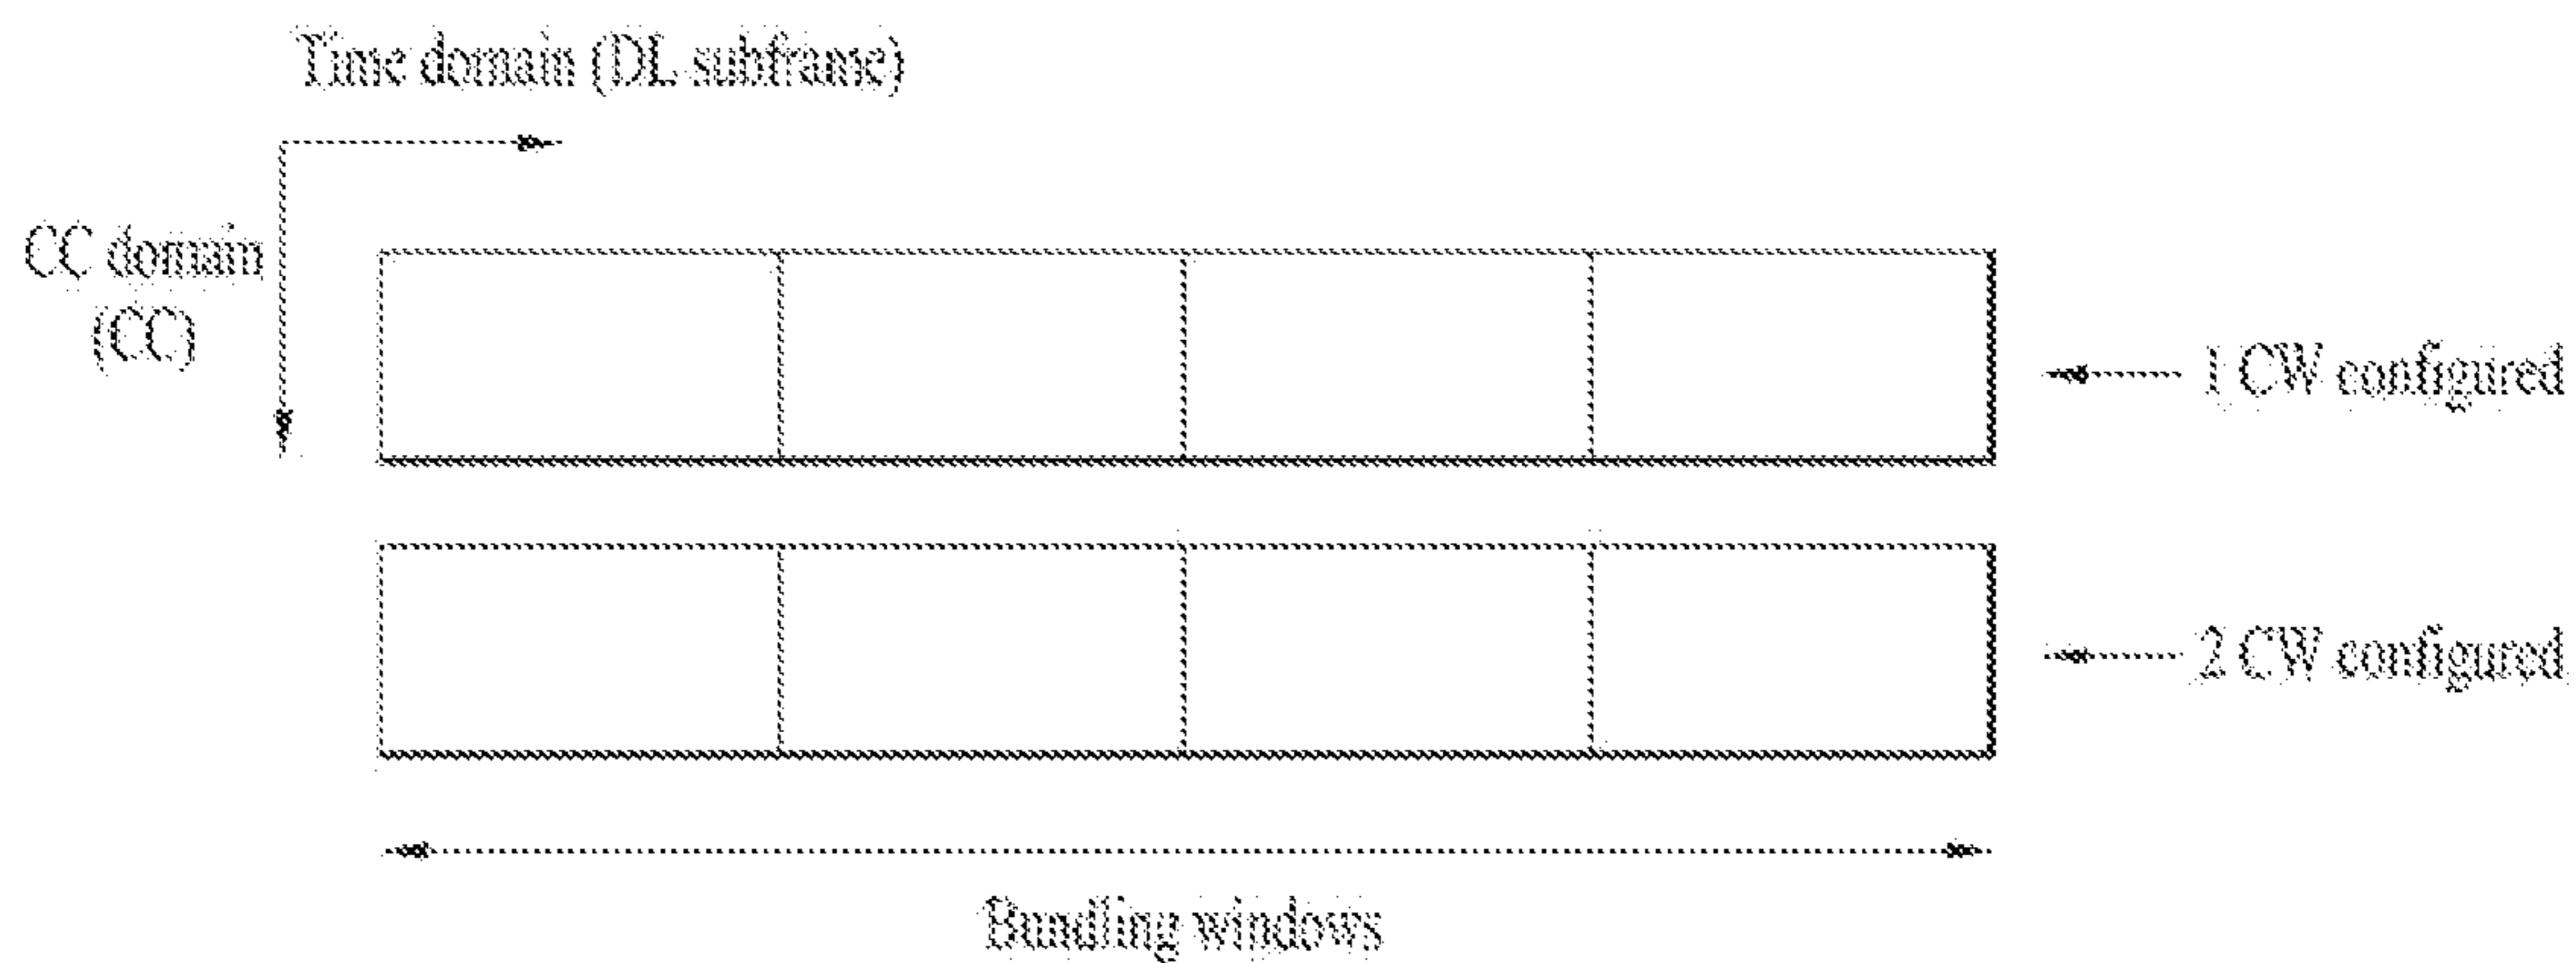 Time domain (DL subframe)
CC domain
(CC)
1 CW configured
2 CW configured
Bundling windows